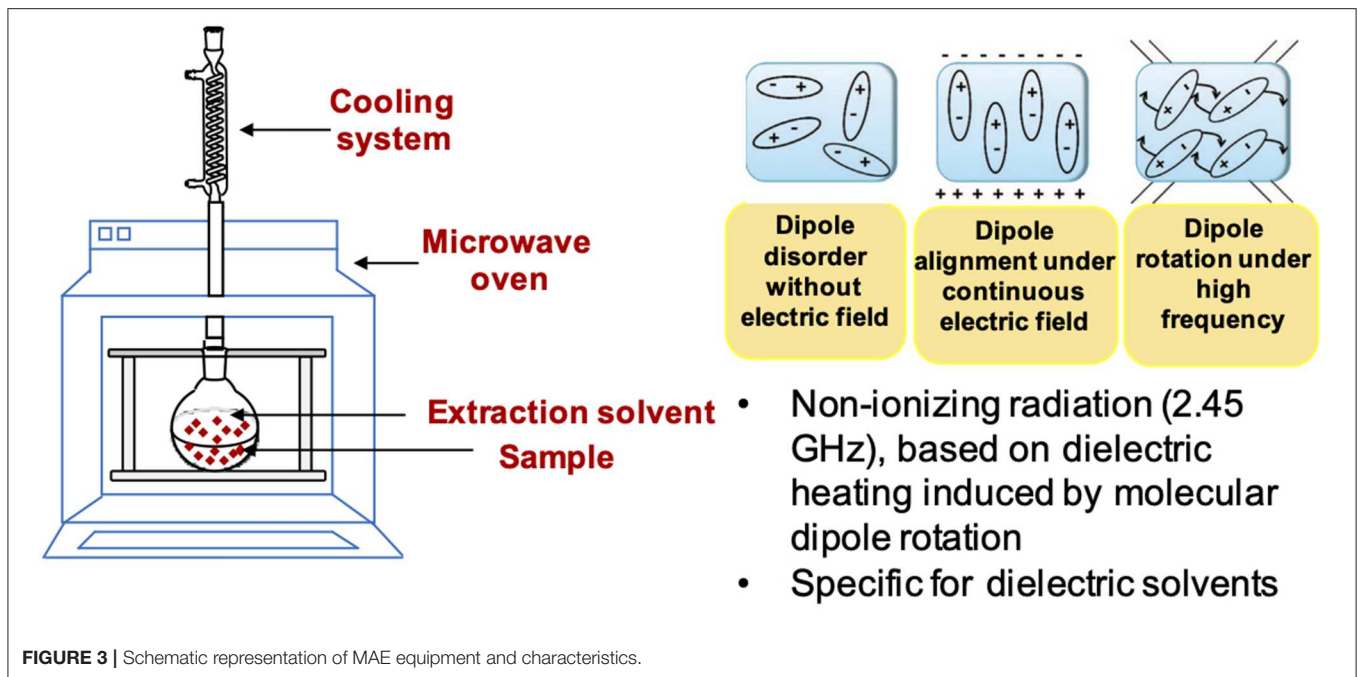 Cooling
system
Microwave
oven
Extraction solvent
Sample
- - - - - - - -
- +
+
-
+ -
- +
+
-
+
-
+
-
+
-
+ + + + + + + +
+ -
+ -
+ -
+ -
Dipole
disorder
without
electric field
Dipole
alignment under
continuous
electric field
Dipole
rotation under
high
frequency
• Non-ionizing radiation (2.45
GHz), based on dielectric
heating induced by molecular
dipole rotation
• Specific for dielectric solvents
FIGURE 3 | Schematic representation of MAE equipment and characteristics.